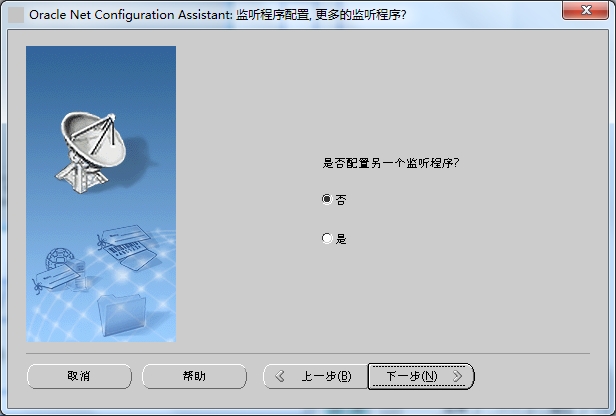 Oracle Net Configuration Assistant: 监听程序配置, 更多的监听程序?
是否配置另一个监听程序?
否
是
取消
帮助
上一步(B)
下一步(N)